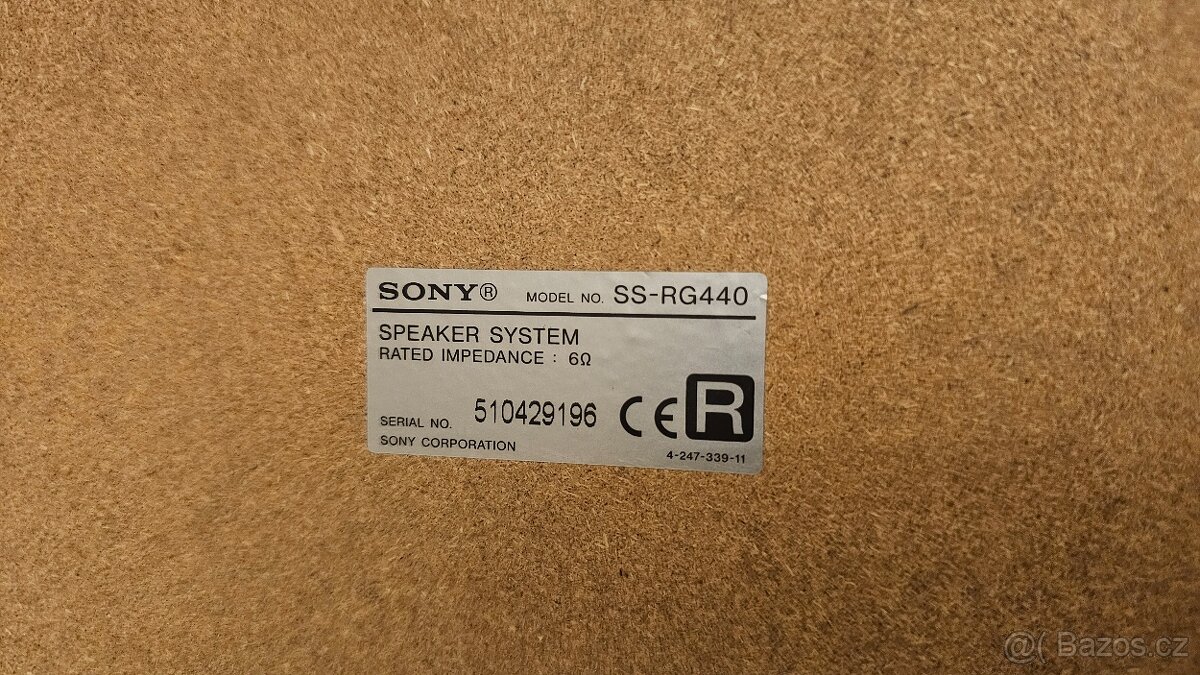 SONY® MODEL NO. SS-RG440
SPEAKER SYSTEM
RATED IMPEDANCE : 6Ω
SERIAL NO. 510429196 CE R
SONY CORPORATION 4-247-339-11
@( Bazos.cz